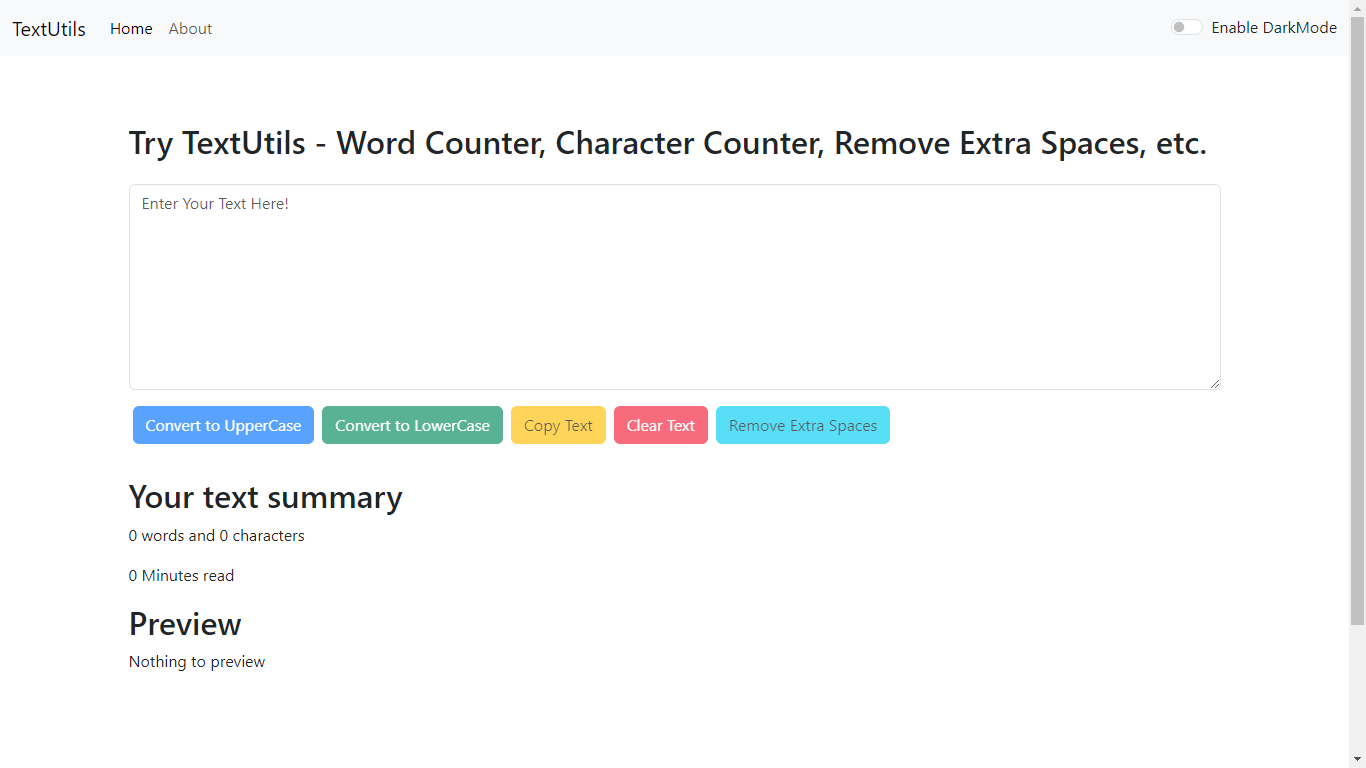 TextUtils Home About Enable DarkMode
Try TextUtils - Word Counter, Character Counter, Remove Extra Spaces, etc.
Enter Your Text Here!
Convert to UpperCase Convert to LowerCase Copy Text Clear Text Remove Extra Spaces
Your text summary
0 words and 0 characters
0 Minutes read
Preview
Nothing to preview